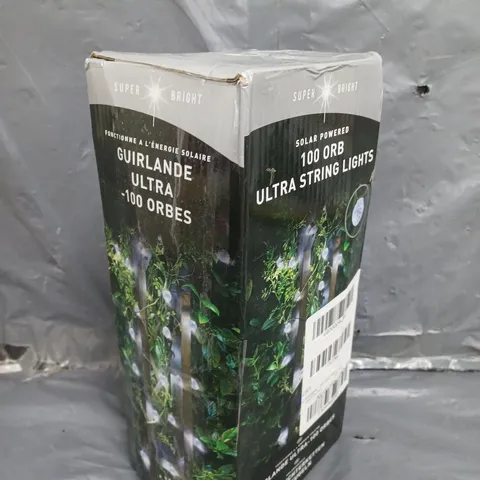 SUPER BRIGHT
FONCTIONNE A L'ÉNERGIE SOLAIRE
GUIRLANDE
ULTRA
-100 ORBES
SUPER BRIGHT
SOLAR POWERED
100 ORB
ULTRA STRING LIGHTS